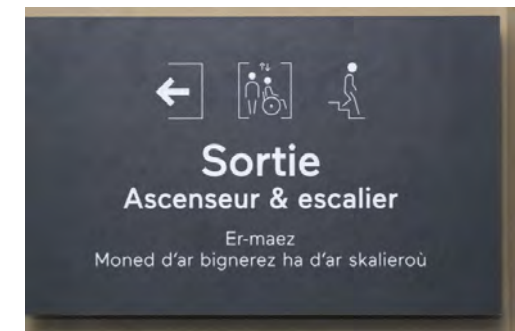 Sortie
Ascenseur & escalier
Er-maez
Moned d'ar bignerez ha d'ar skalieroù